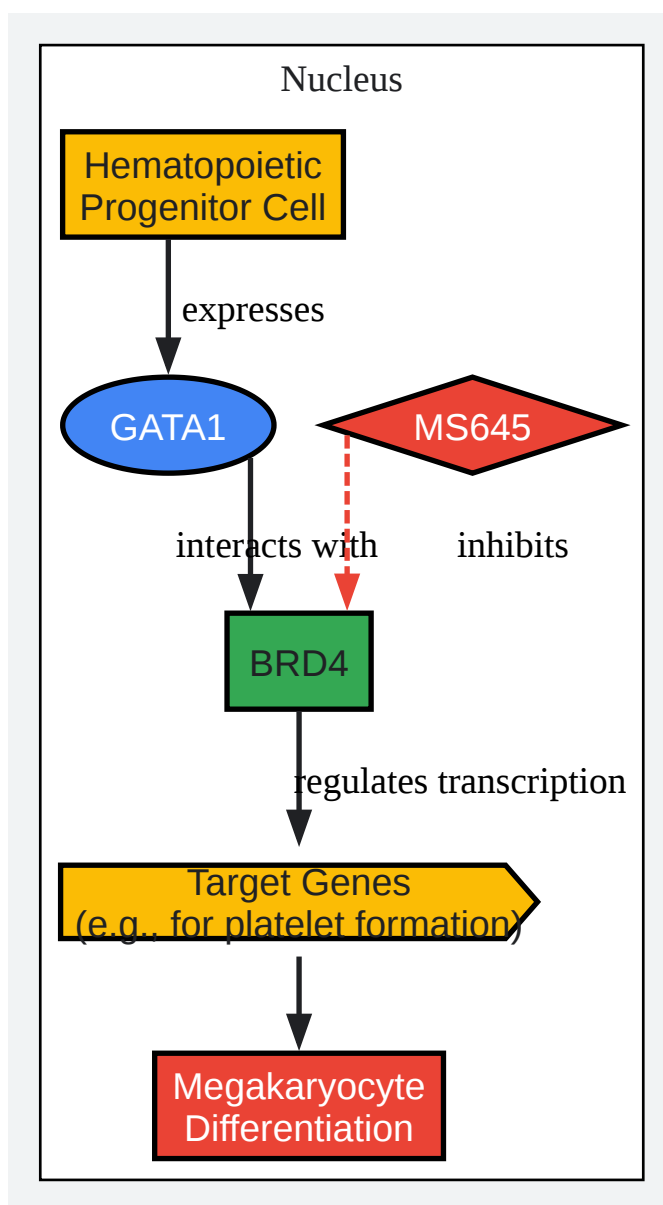 Nucleus
Hematopoietic
Progenitor Cell
expresses
GATA1
MS645
interacts with
inhibits
BRD4
regulates transcription
Target Genes
(e.g., for platelet formation)
Megakaryocyte
Differentiation